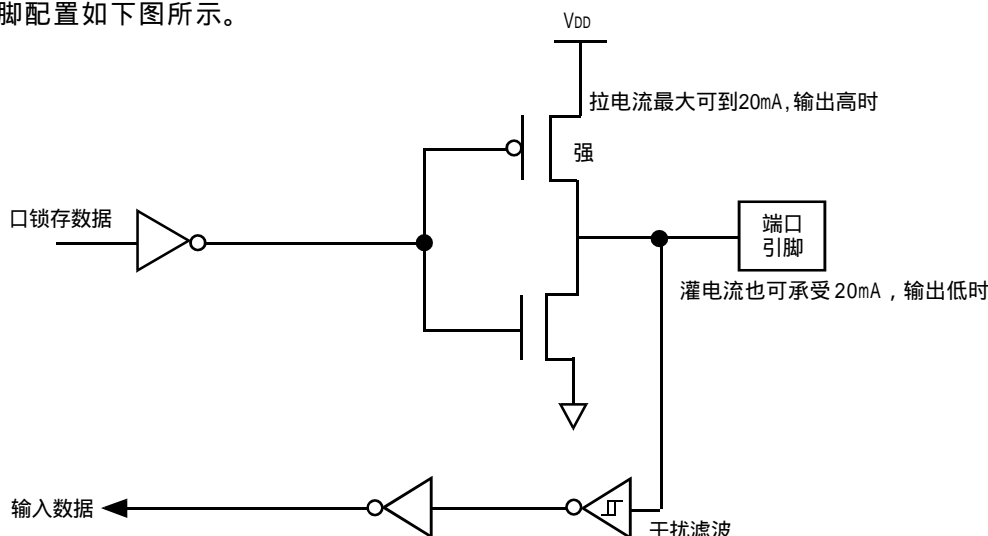 脚配置如下图所示。
VDD
拉电流最大可到20mA,输出高时
强
口锁存数据
端口
引脚
灌电流也可承受20mA，输出低时
输入数据
干扰滤波